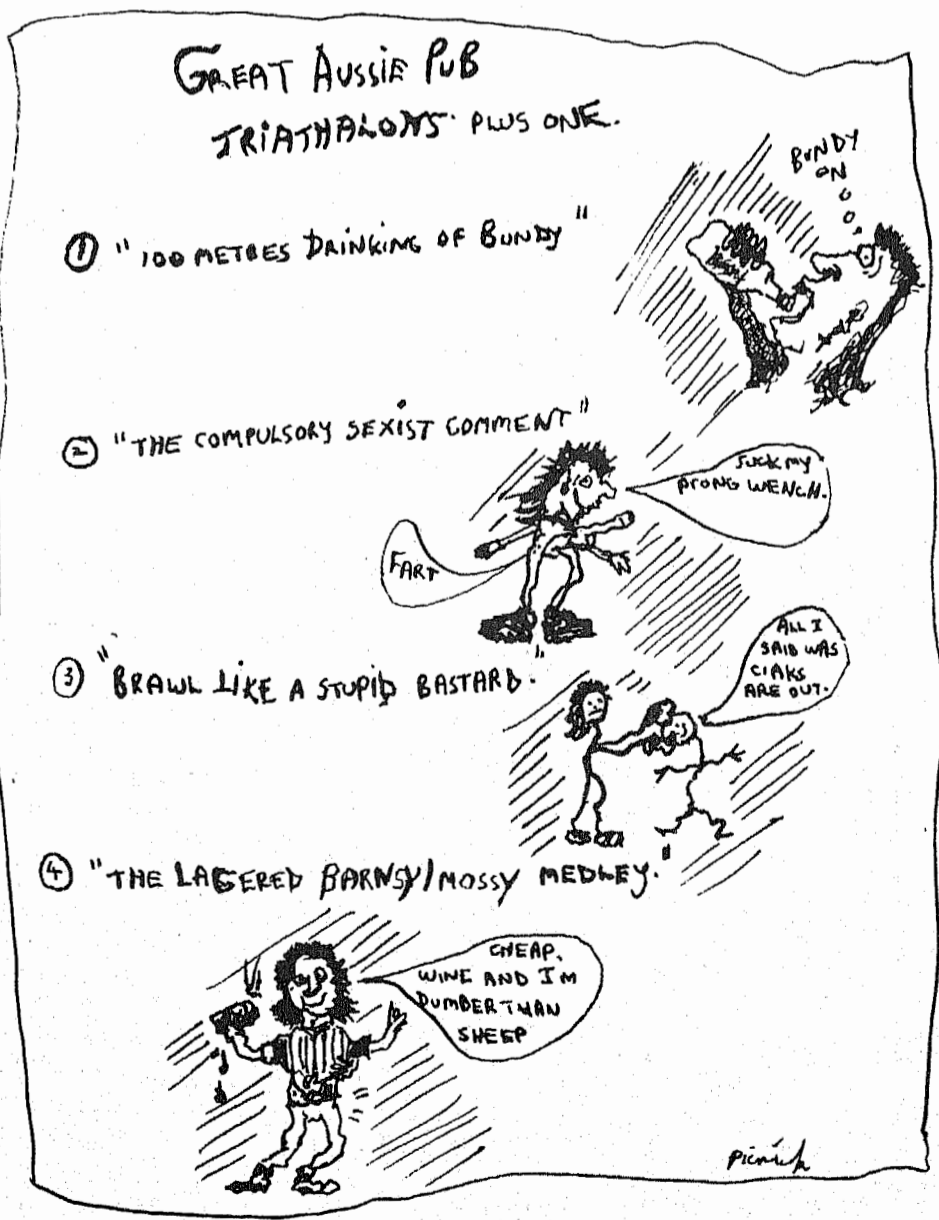 GREAT AUSSIE PUB
TRIATHALONS PLUS ONE.
BUNDY
ON
① "100 METRES DRINKING OF BUNDY"
② "THE COMPULSORY SEXIST COMMENT"
SUCK MY
PRONG WENCH.
FART
③ "BRAWL LIKE A STUPID BASTARD."
ALL I
SAID WAS
CIAKS
ARE OUT.
④ "THE LAGERED BARNSY/MOSSY MEDLEY."
CHEAP.
WINE AND I'M
DUMBER THAN
SHEEP